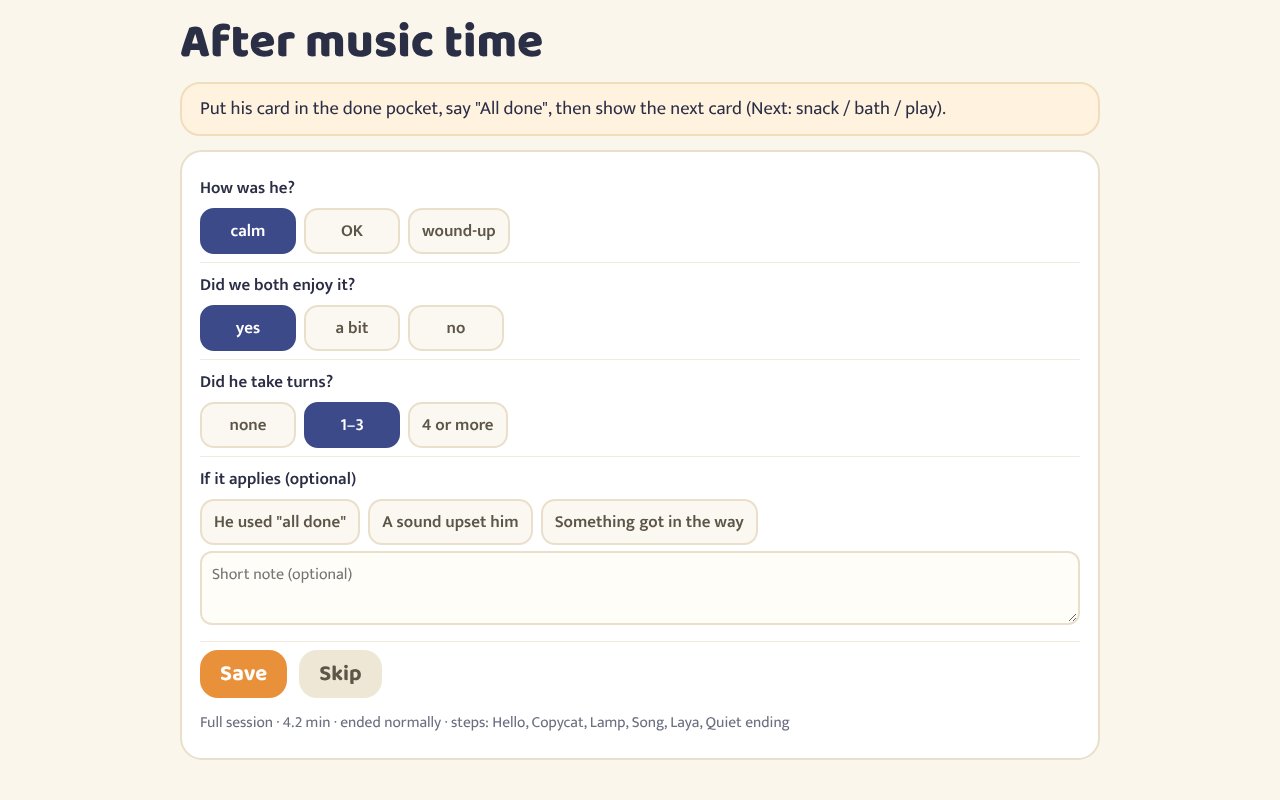 After music time
Put his card in the done pocket, say "All done", then show the next card (Next: snack / bath / play).
How was he?
calm OK wound-up
Did we both enjoy it?
yes a bit no
Did he take turns?
none 1–3 4 or more
If it applies (optional)
He used "all done" A sound upset him Something got in the way
Short note (optional)
Save Skip
Full session · 4.2 min · ended normally · steps: Hello, Copycat, Lamp, Song, Laya, Quiet ending